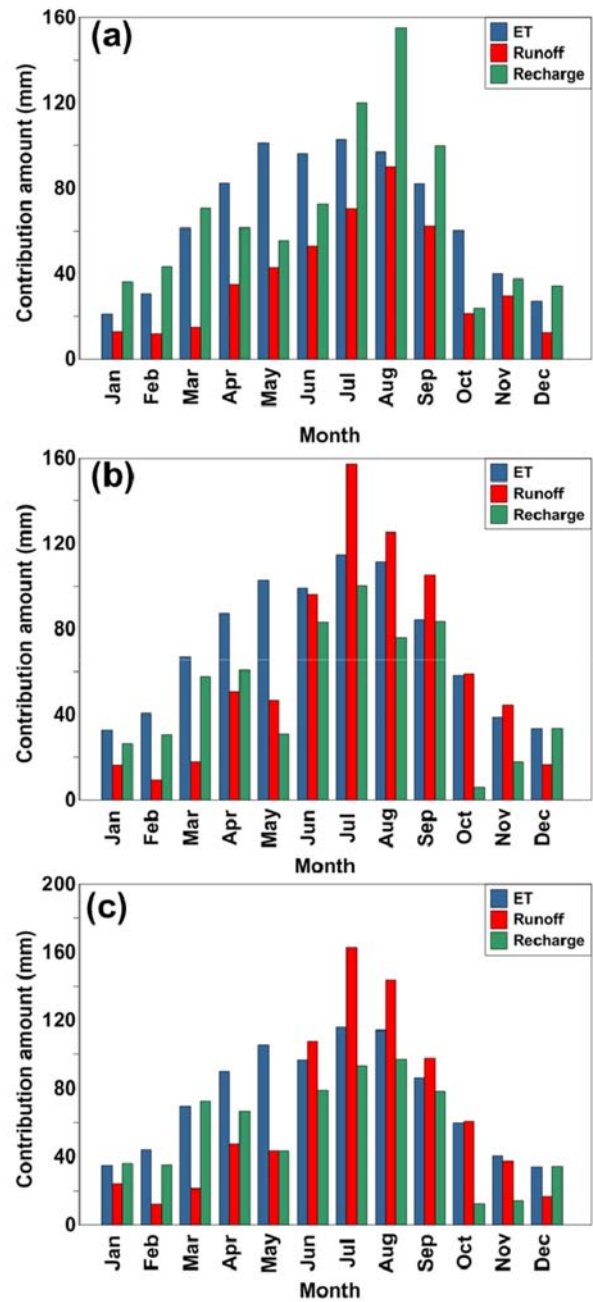 (a)
ET
Runoff
Recharge
Contribution amount (mm)
160
120
80
40
0
Jan Feb Mar Apr May Jun Jul Aug Sep Oct Nov Dec
Month
(b)
ET
Runoff
Recharge
Contribution amount (mm)
160
120
80
40
0
Jan Feb Mar Apr May Jun Jul Aug Sep Oct Nov Dec
Month
(c)
ET
Runoff
Recharge
Contribution amount (mm)
200
160
120
80
40
0
Jan Feb Mar Apr May Jun Jul Aug Sep Oct Nov Dec
Month